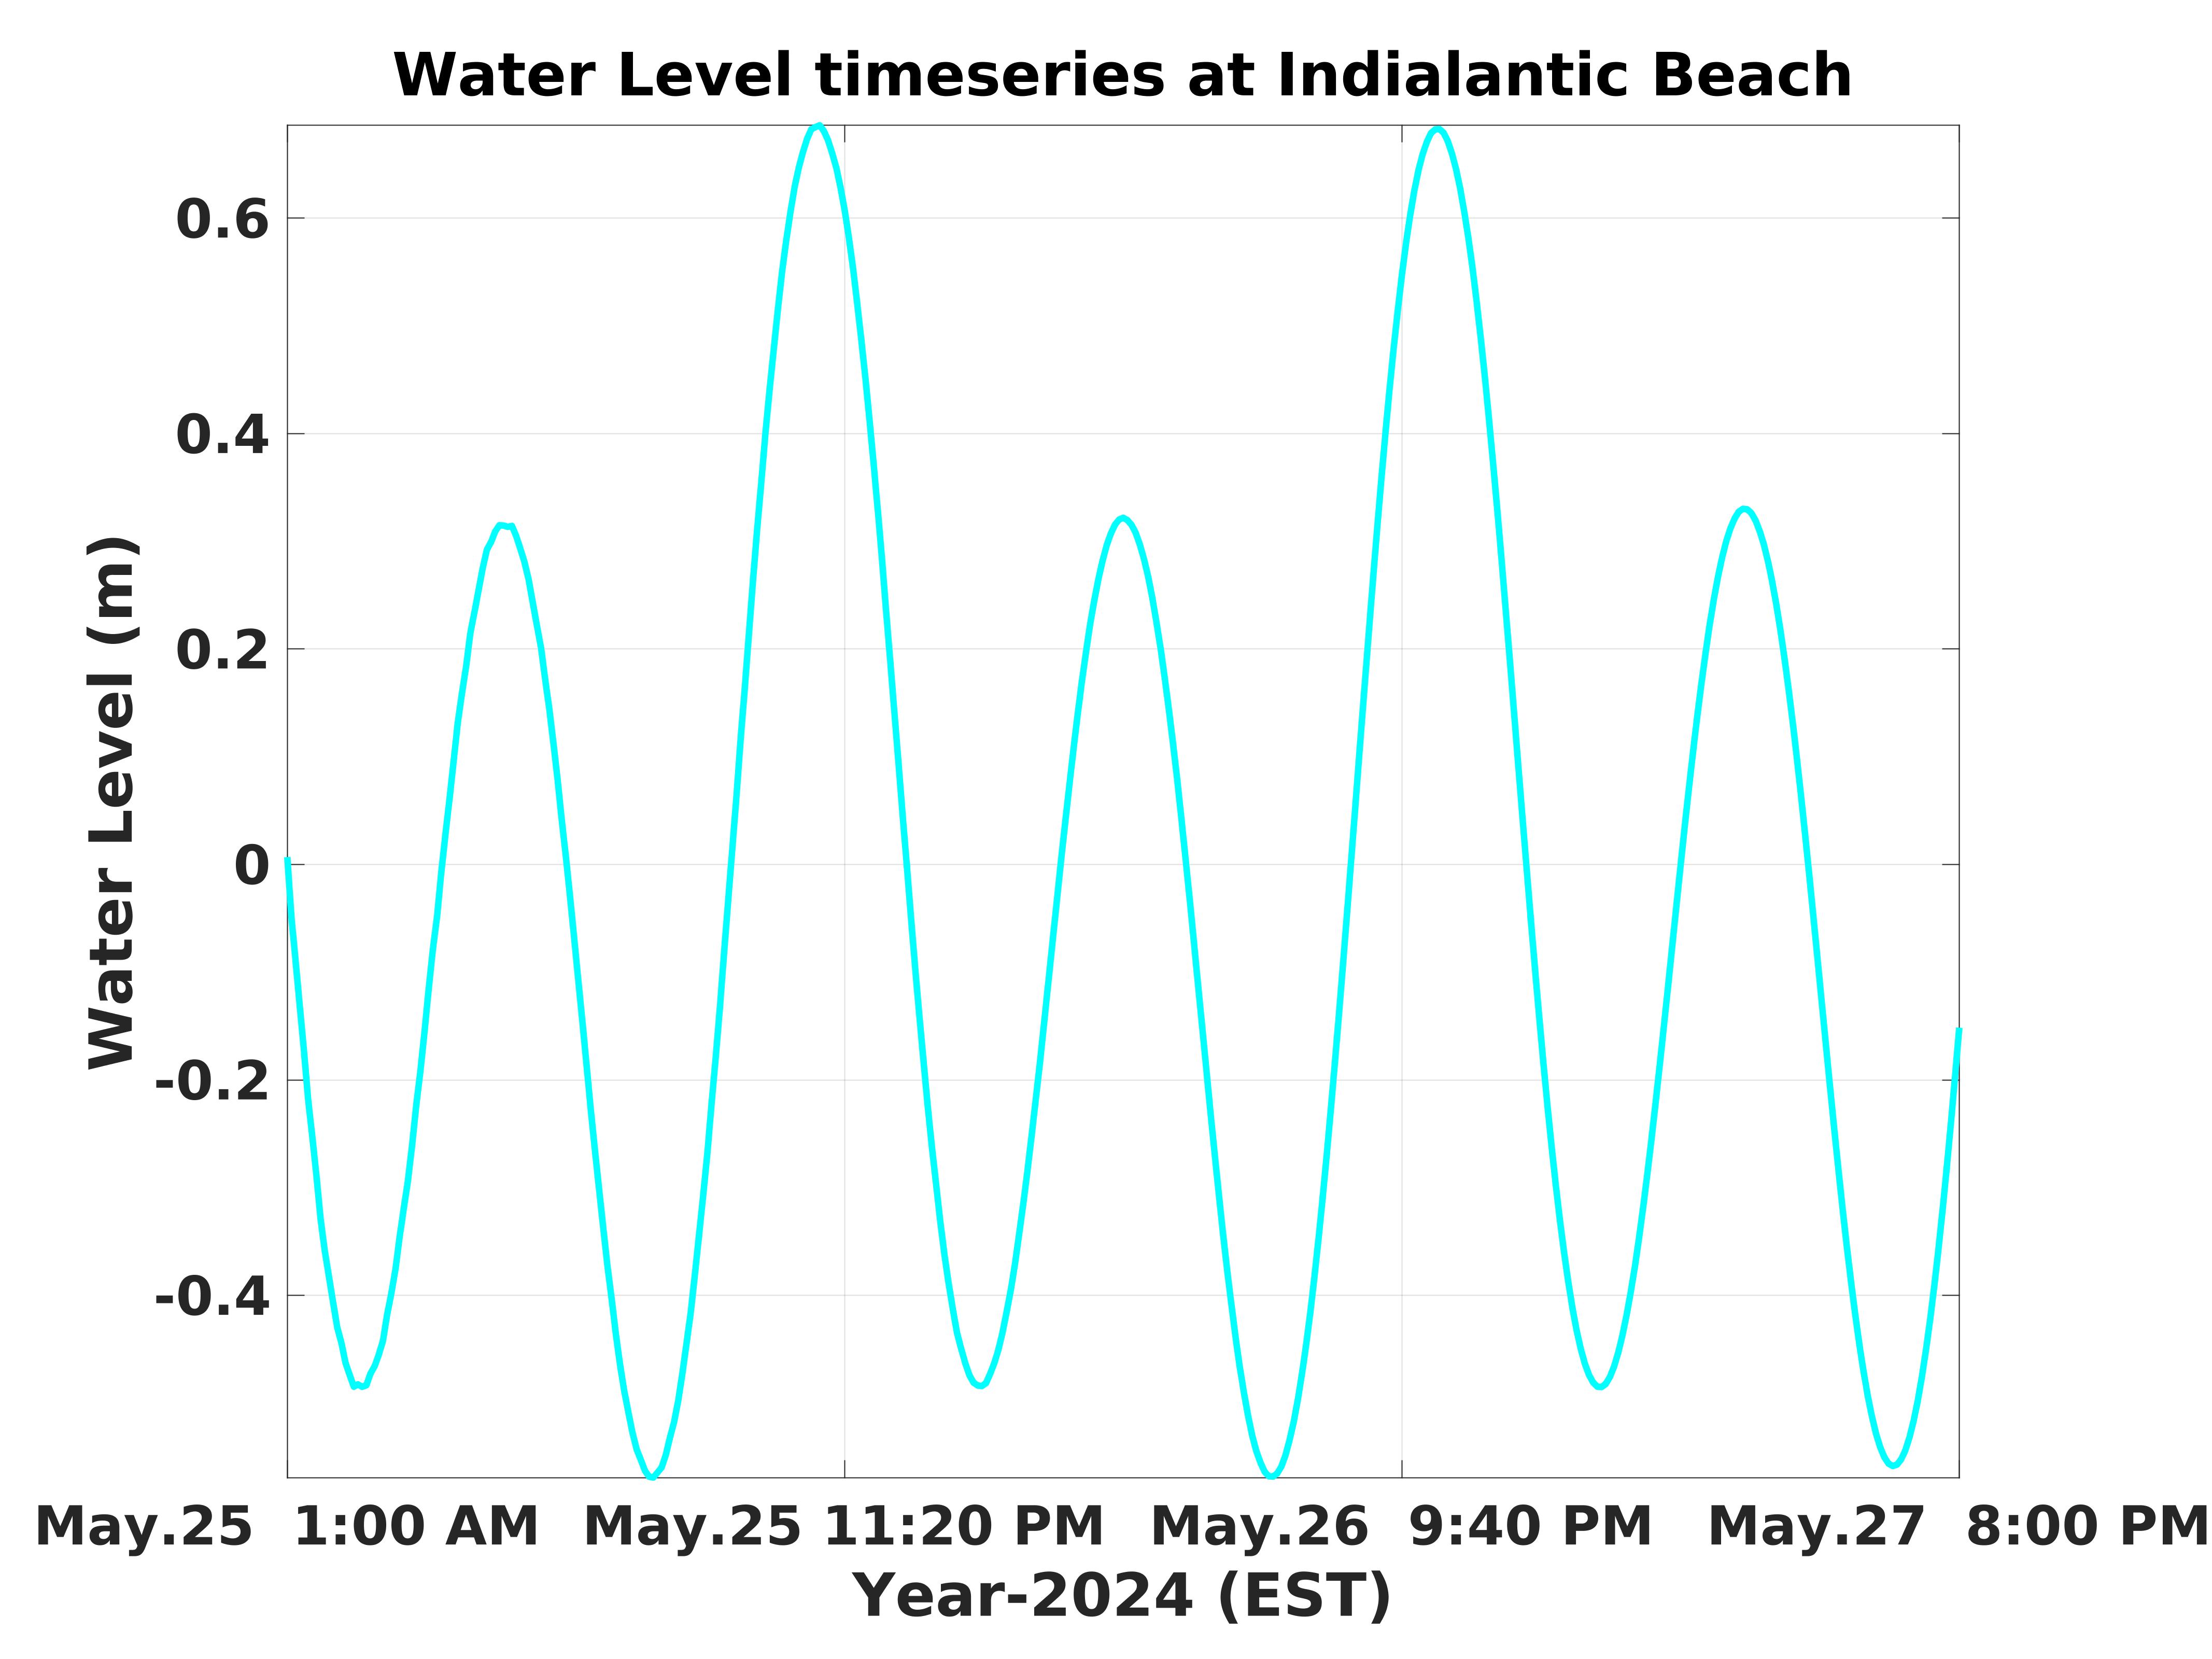 Water Level timeseries at Indialantic Beach
0.6
0.4
0.2
0
-0.2
-0.4
Water Level (m)
May.25 1:00 AM May.25 11:20 PM May.26 9:40 PM May.27 8:00 PM
Year-2024 (EST)